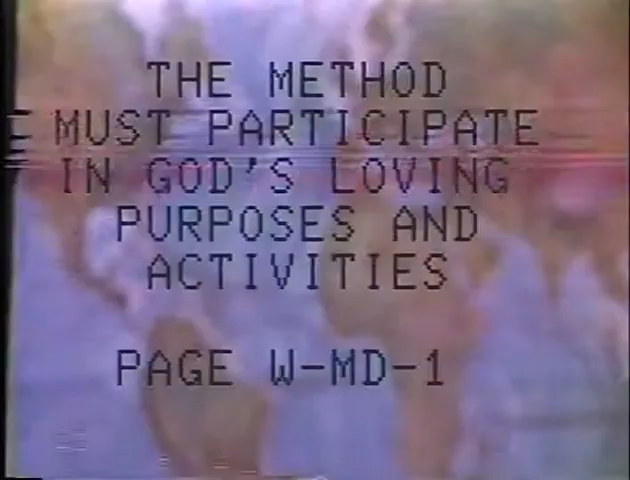 THE METHOD
MUST PARTICIPATE
IN GOD'S LOVING
PURPOSES AND
ACTIVITIES
PAGE W-MD-1